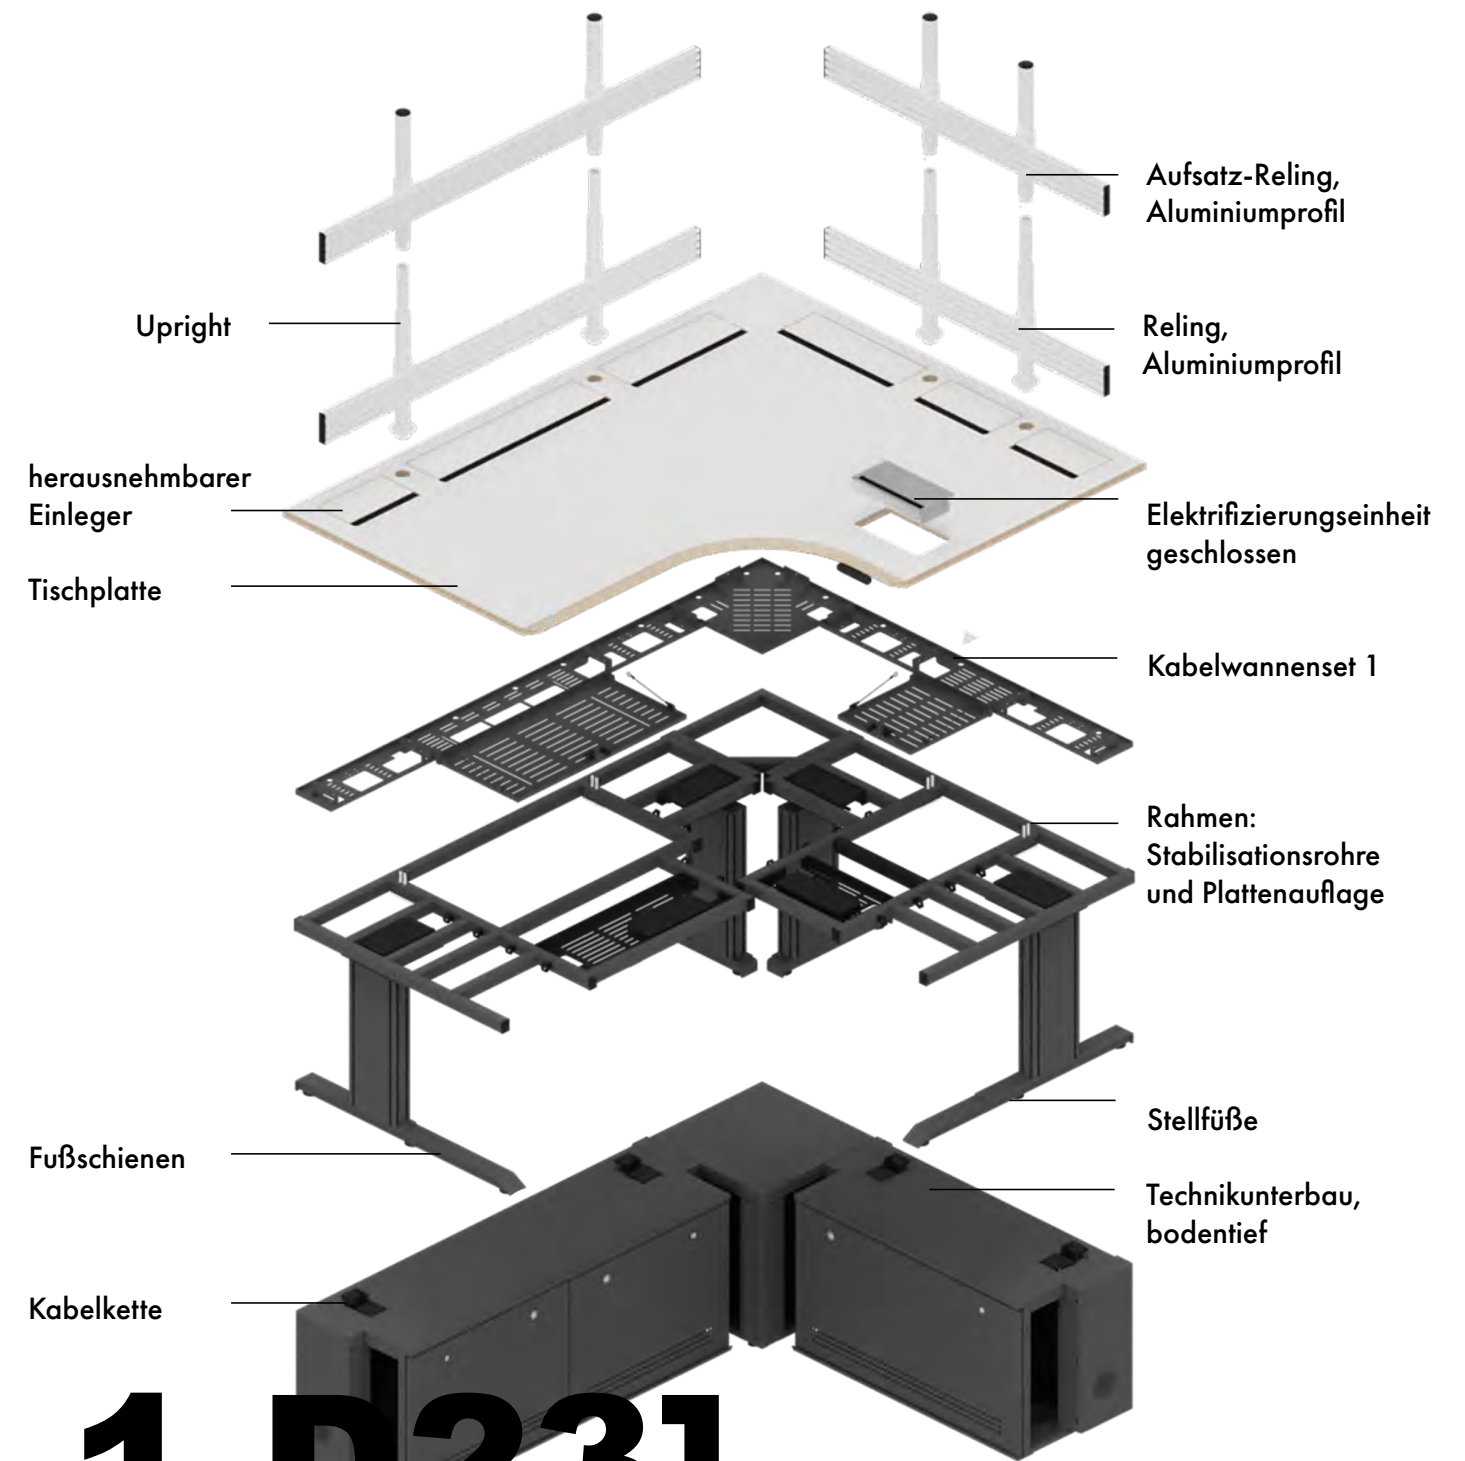 Aufsatz-Reling,
Aluminiumprofil
Upright
Reling,
Aluminiumprofil
herausnehmbarer
Einleger
Elektrifizierungseinheit
geschlossen
Tischplatte
Kabelwannenset 1
Rahmen:
Stabilisationsrohre
und Plattenauflage
Stellfüße
Fußschienen
Technikunterbau,
bodentief
Kabelkette